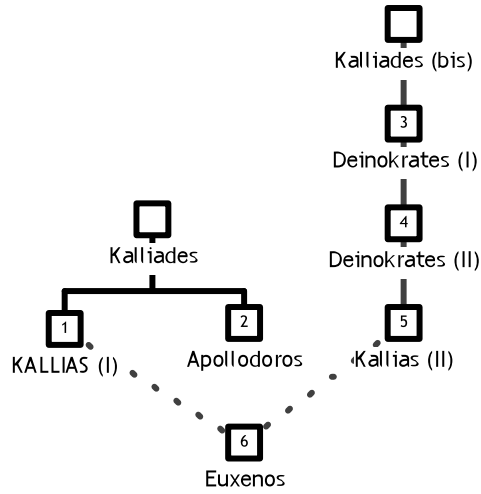 Kalliades (bis)
3
Deinokrates (I)
4
Deinokrates (II)
Kalliades
1
KALLIAS (I)
2
Apollodoros
5
Kallias (II)
6
Euxenos